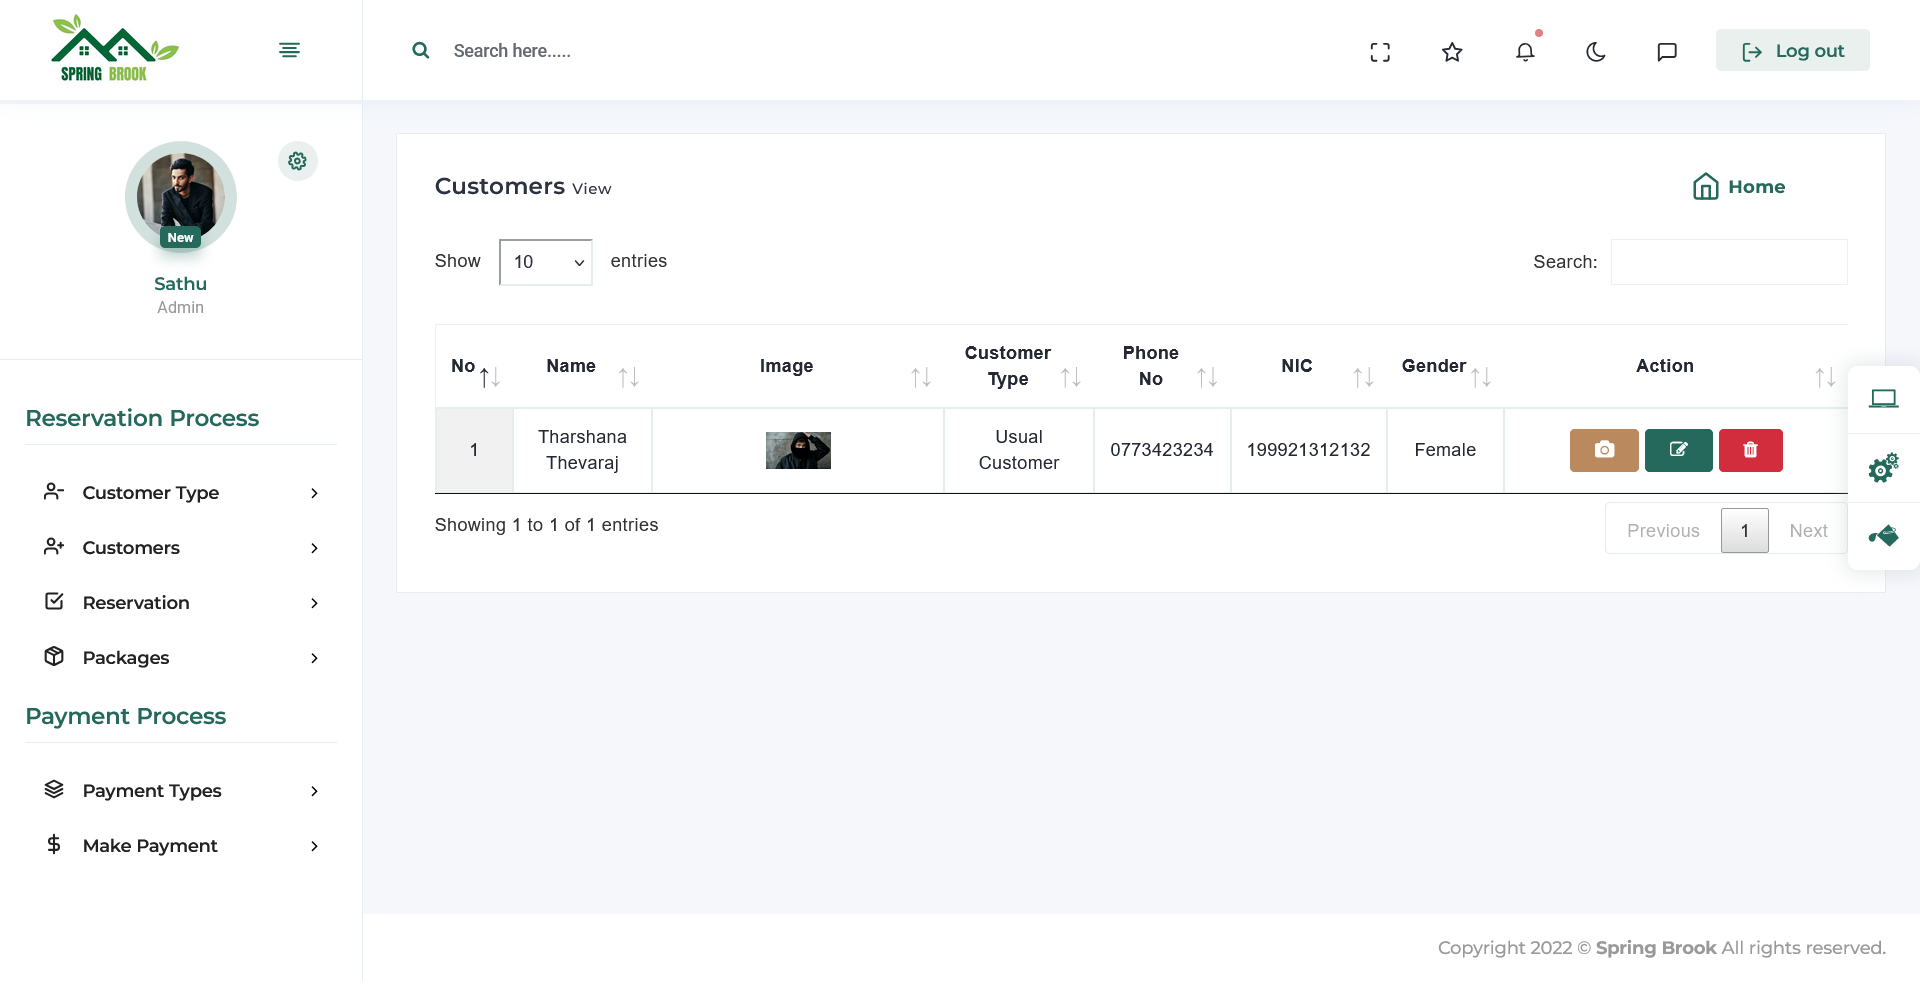 SPRING BROOK
Search here.....
Log out
New
Sathu
Admin
Reservation Process
Customer Type
Customers
Reservation
Packages
Payment Process
Payment Types
Make Payment
Customers View
Home
Show 10 entries
Search:
No Name Image Customer Type Phone No NIC Gender Action
1 Tharshana Thevaraj Usual Customer 0773423234 199921312132 Female
Showing 1 to 1 of 1 entries
Previous 1 Next
Copyright 2022 © Spring Brook All rights reserved.